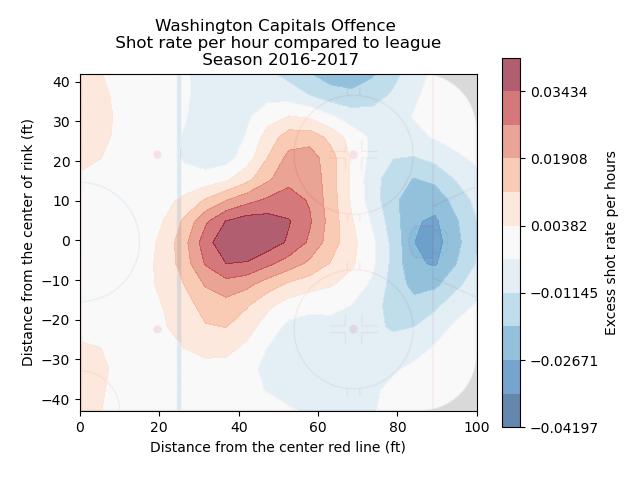 Washington Capitals Offence
Shot rate per hour compared to league
Season 2016-2017
40
30
20
10
0
−10
−20
−30
−40
Distance from the center of rink (ft)
0 20 40 60 80 100
Distance from the center red line (ft)
0.03434
0.01908
0.00382
−0.01145
−0.02671
−0.04197
Excess shot rate per hours